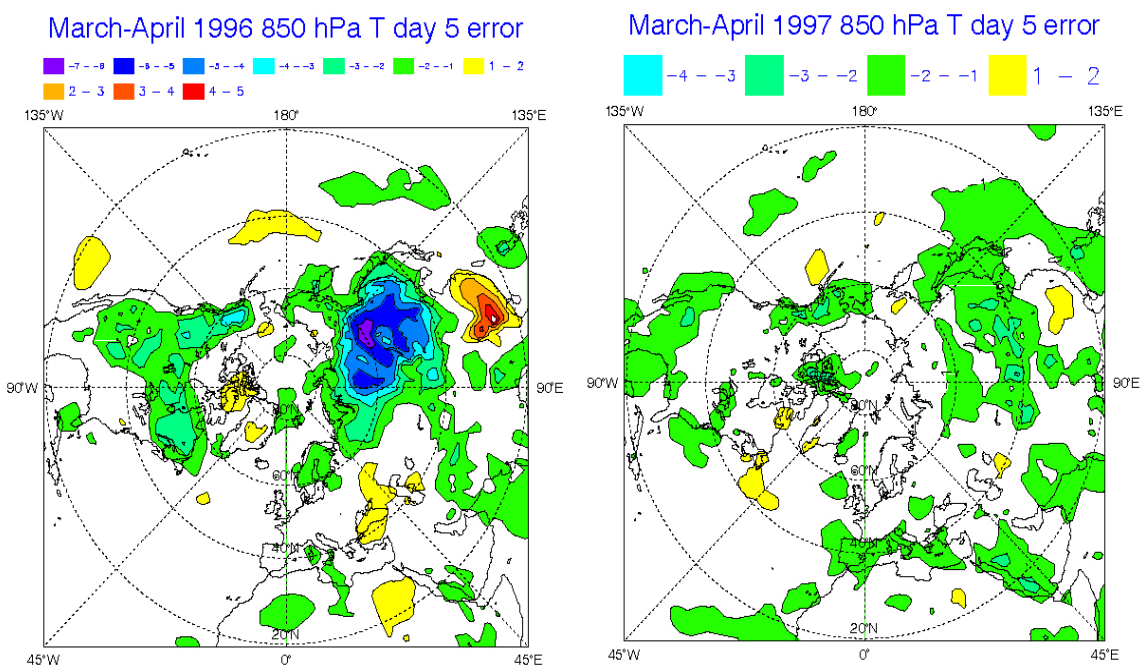 March-April 1996 850 hPa T day 5 error
-7 - -6 -6 - -5 -5 - -4 -4 - -3 -3 - -2 -2 - -1 1 - 2
2 - 3 3 - 4 4 - 5
135°W 180° 135°E
90°W 90°E
80°N
60°N
40°N
20°N
45°W 0° 45°E
March-April 1997 850 hPa T day 5 error
-4 - -3 -3 - -2 -2 - -1 1 - 2
135°W 180° 135°E
-1
90°W 90°E
80°N
60°N
40°N
20°N
45°W 0° 45°E